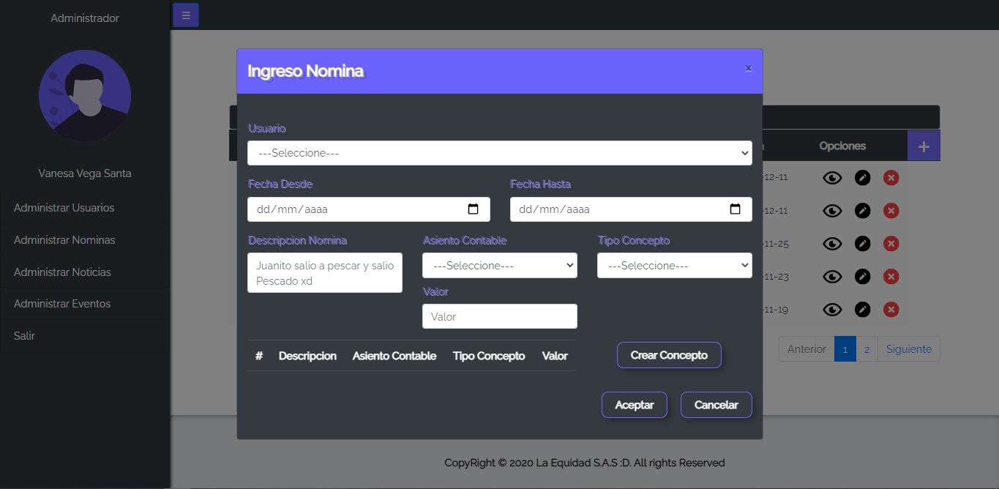 Administrador
☰
Vanesa Vega Santa
Administrar Usuarios
Administrar Nominas
Administrar Noticias
Administrar Eventos
Salir
Ingreso Nomina
×
Usuario
---Seleccione---
Fecha Desde
Fecha Hasta
dd/mm/aaaa
dd/mm/aaaa
Descripcion Nomina
Asiento Contable
Tipo Concepto
Juanito salio a pescar y salio
Pescado xd
---Seleccione---
---Seleccione---
Valor
Valor
# Descripcion Asiento Contable Tipo Concepto Valor
Crear Concepto
Aceptar
Cancelar
Opciones
+
-12-11
-12-11
-11-25
-11-23
-11-19
Anterior 1 2 Siguiente
CopyRight © 2020 La Equidad S.A.S :D. All rights Reserved